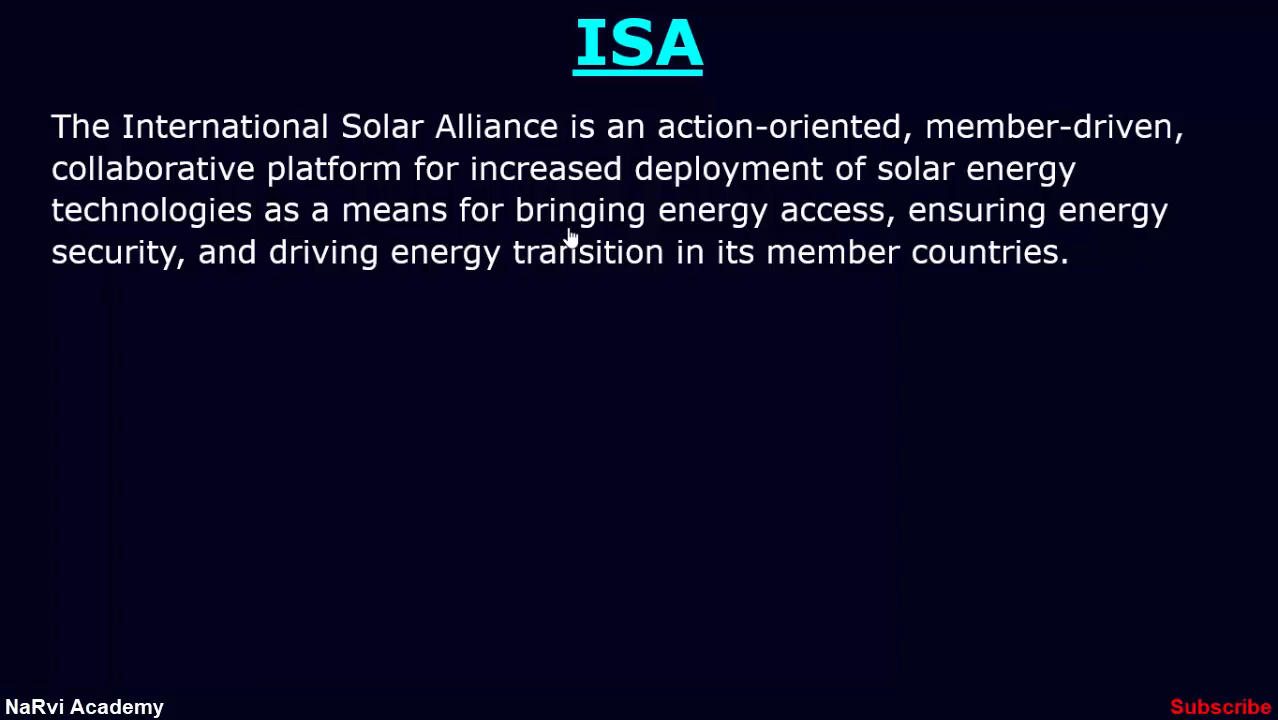 ISA
The International Solar Alliance is an action-oriented, member-driven,
collaborative platform for increased deployment of solar energy
technologies as a means for bringing energy access, ensuring energy
security, and driving energy transition in its member countries.
NaRvi Academy
Subscribe